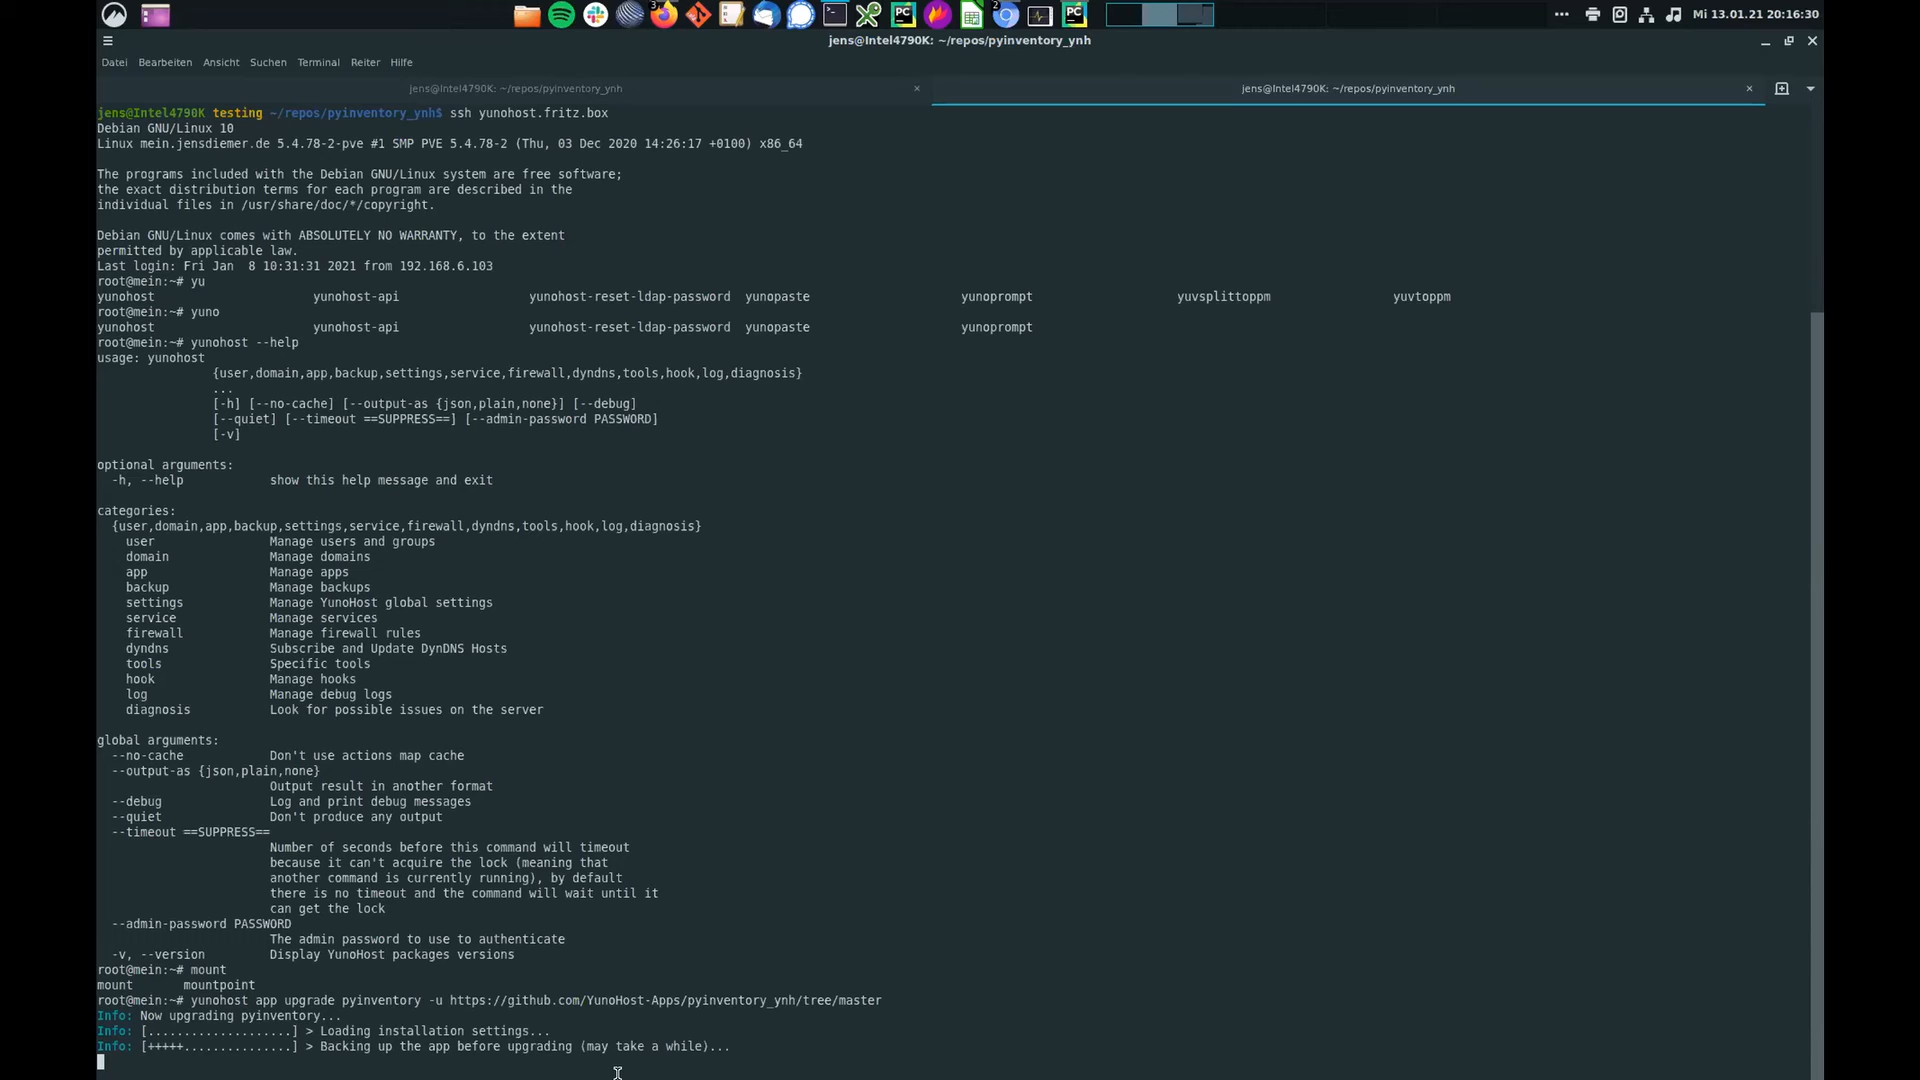 Mi 13.01.21 20:16:30
jens@Intel4790K: ~/repos/pyinventory_ynh
Datei Bearbeiten Ansicht Suchen Terminal Reiter Hilfe
jens@Intel4790K: ~/repos/pyinventory_ynh × jens@Intel4790K: ~/repos/pyinventory_ynh ×
jens@Intel4790K testing ~/repos/pyinventory_ynh$ ssh yunohost.fritz.box
Debian GNU/Linux 10
Linux mein.jensdiemer.de 5.4.78-2-pve #1 SMP PVE 5.4.78-2 (Thu, 03 Dec 2020 14:26:17 +0100) x86_64
The programs included with the Debian GNU/Linux system are free software;
the exact distribution terms for each program are described in the
individual files in /usr/share/doc/*/copyright.
Debian GNU/Linux comes with ABSOLUTELY NO WARRANTY, to the extent
permitted by applicable law.
Last login: Fri Jan  8 10:31:31 2021 from 192.168.6.103
root@mein:~# yu
yunohost yunohost-api yunohost-reset-ldap-password yunopaste yunoprompt yuvsplittoppm yuvtoppm
root@mein:~# yuno
yunohost yunohost-api yunohost-reset-ldap-password yunopaste yunoprompt
root@mein:~# yunohost --help
usage: yunohost
{user,domain,app,backup,settings,service,firewall,dyndns,tools,hook,log,diagnosis}
...
[-h] [--no-cache] [--output-as {json,plain,none}] [--debug]
[--quiet] [--timeout ==SUPPRESS==] [--admin-password PASSWORD]
[-v]
optional arguments:
-h, --help show this help message and exit
categories:
{user,domain,app,backup,settings,service,firewall,dyndns,tools,hook,log,diagnosis}
user Manage users and groups
domain Manage domains
app Manage apps
backup Manage backups
settings Manage YunoHost global settings
service Manage services
firewall Manage firewall rules
dyndns Subscribe and Update DynDNS Hosts
tools Specific tools
hook Manage hooks
log Manage debug logs
diagnosis Look for possible issues on the server
global arguments:
--no-cache Don't use actions map cache
--output-as {json,plain,none}
Output result in another format
--debug Log and print debug messages
--quiet Don't produce any output
--timeout ==SUPPRESS==
Number of seconds before this command will timeout
because it can't acquire the lock (meaning that
another command is currently running), by default
there is no timeout and the command will wait until it
can get the lock
--admin-password PASSWORD
The admin password to use to authenticate
-v, --version Display YunoHost packages versions
root@mein:~# mount
mount mountpoint
root@mein:~# yunohost app upgrade pyinventory -u https://github.com/YunoHost-Apps/pyinventory_ynh/tree/master
Info: Now upgrading pyinventory...
Info: [....................] > Loading installation settings...
Info: [+++++...............] > Backing up the app before upgrading (may take a while)...